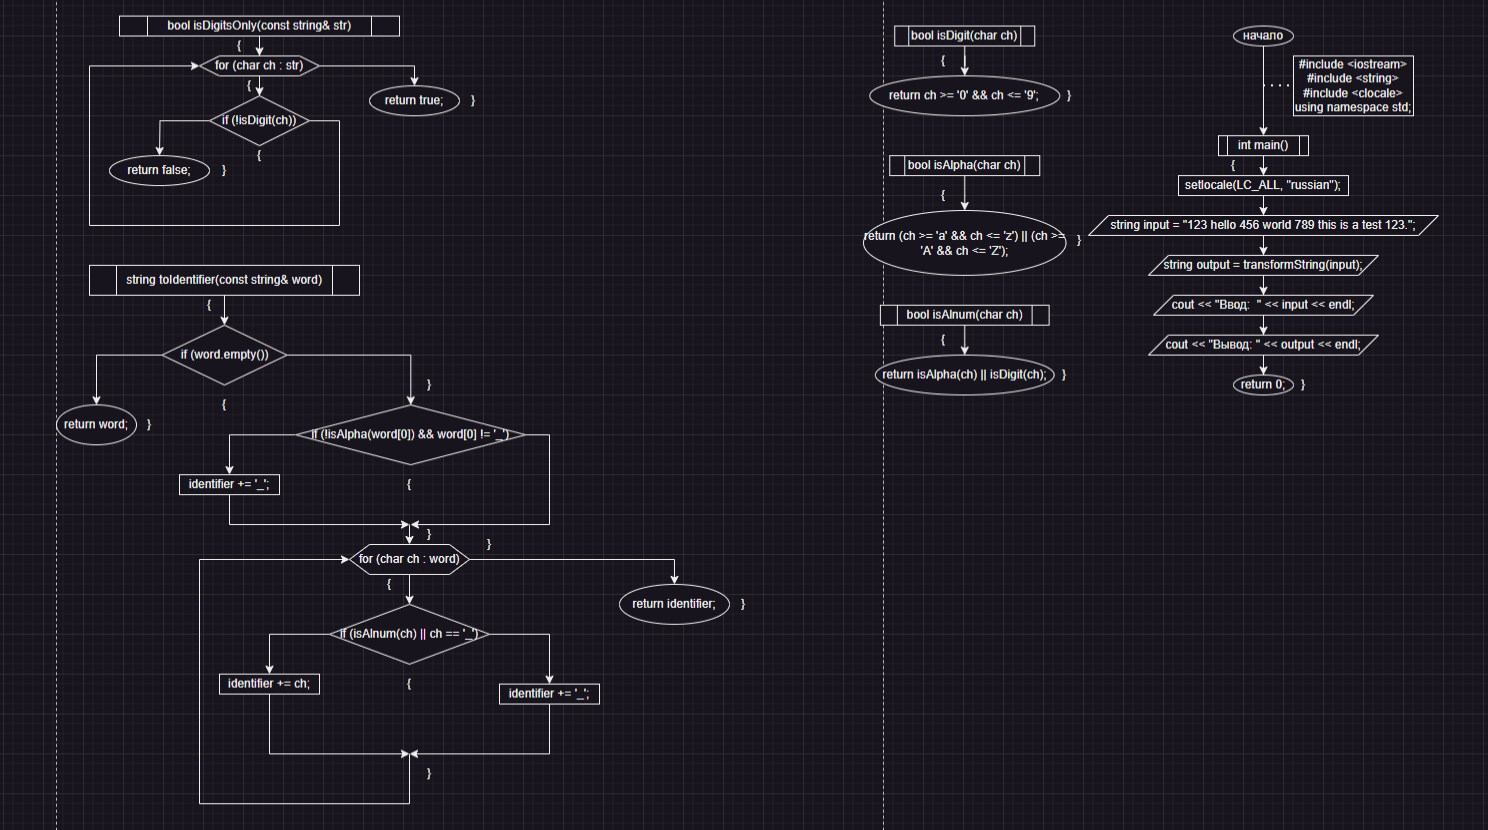 bool isDigitsOnly(const string& str)
{
for (char ch : str)
{
return true;
}
if (!isDigit(ch))
{
return false;
}
string toIdentifier(const string& word)
{
if (word.empty())
}
{
return word;
}
if (!isAlpha(word[0]) && word[0] != '_')
identifier += '_';
{
}
}
for (char ch : word)
{
return identifier;
}
if (isAlnum(ch) || ch == '_')
identifier += ch;
{
identifier += '_';
}
bool isDigit(char ch)
{
return ch >= '0' && ch <= '9';
}
bool isAlpha(char ch)
{
return (ch >= 'a' && ch <= 'z') || (ch >=
'A' && ch <= 'Z');
}
bool isAlnum(char ch)
{
return isAlpha(ch) || isDigit(ch);
}
начало
#include <iostream>
#include <string>
#include <clocale>
using namespace std;
int main()
{
setlocale(LC_ALL, "russian");
string input = "123 hello 456 world 789 this is a test 123.";
string output = transformString(input);
cout << "Ввод:  " << input << endl;
cout << "Вывод: " << output << endl;
return 0;
}